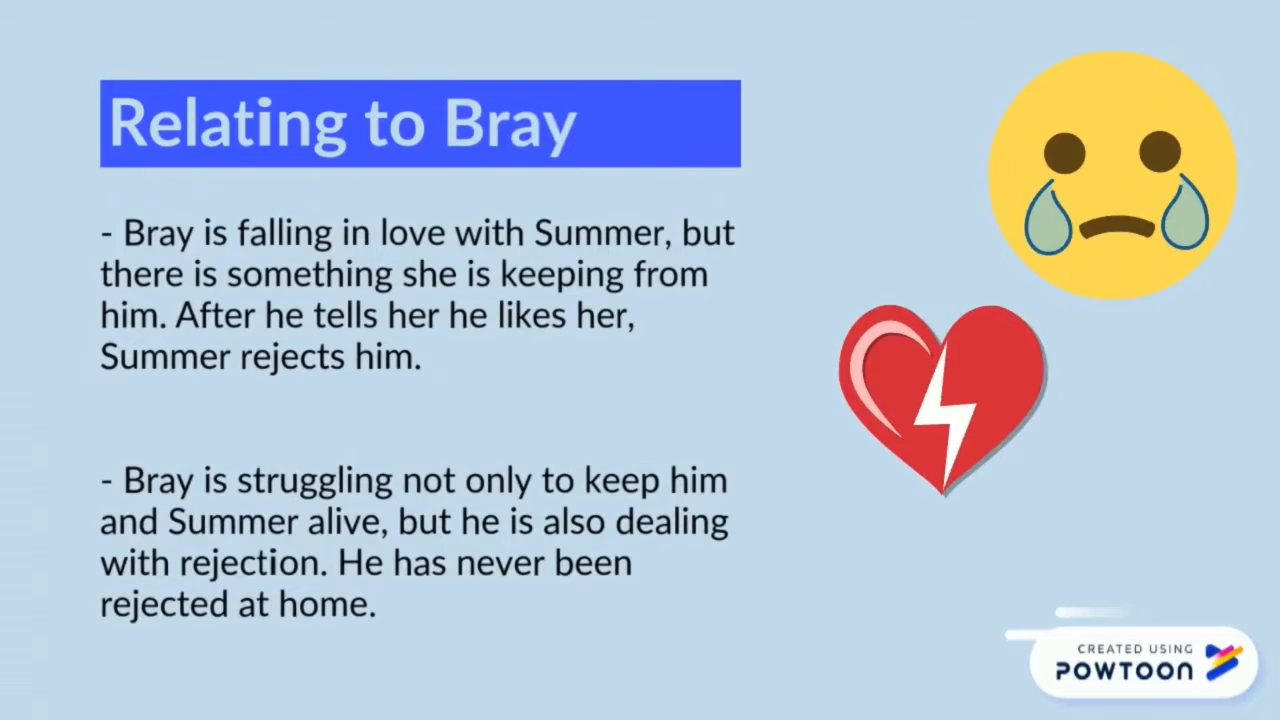 Relating to Bray
- Bray is falling in love with Summer, but
there is something she is keeping from
him. After he tells her he likes her,
Summer rejects him.
- Bray is struggling not only to keep him
and Summer alive, but he is also dealing
with rejection. He has never been
rejected at home.
CREATED USING
POWTOON